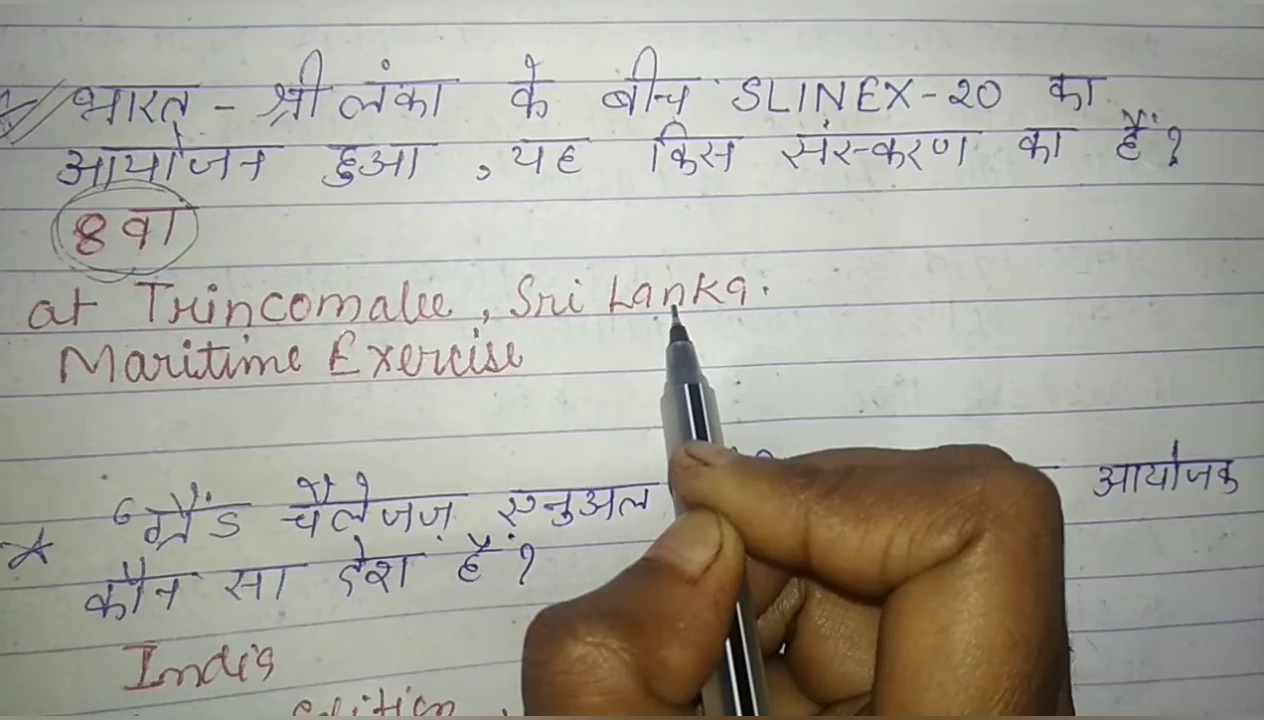 भारत - श्रीलंका के बीच SLINEX-20 का
आयोजन हुआ , यह किस संस्करण का हैं ?
8वा
at Trincomalee , Sri Lanka.
Maritime Exercise
ग्रैंड चैलेंजेज़ एनुअल आयोजक
कौन सा देश हैं ?
India
edition